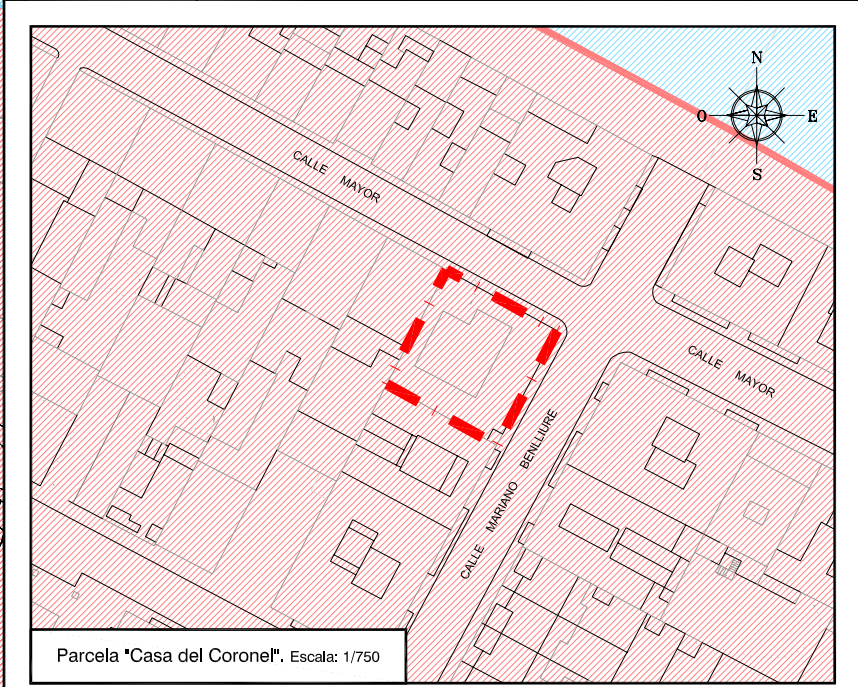 N
O E
S
CALLE MAYOR
CALLE MAYOR
CALLE MARIANO BENLLIURE
Parcela "Casa del Coronel". Escala: 1/750